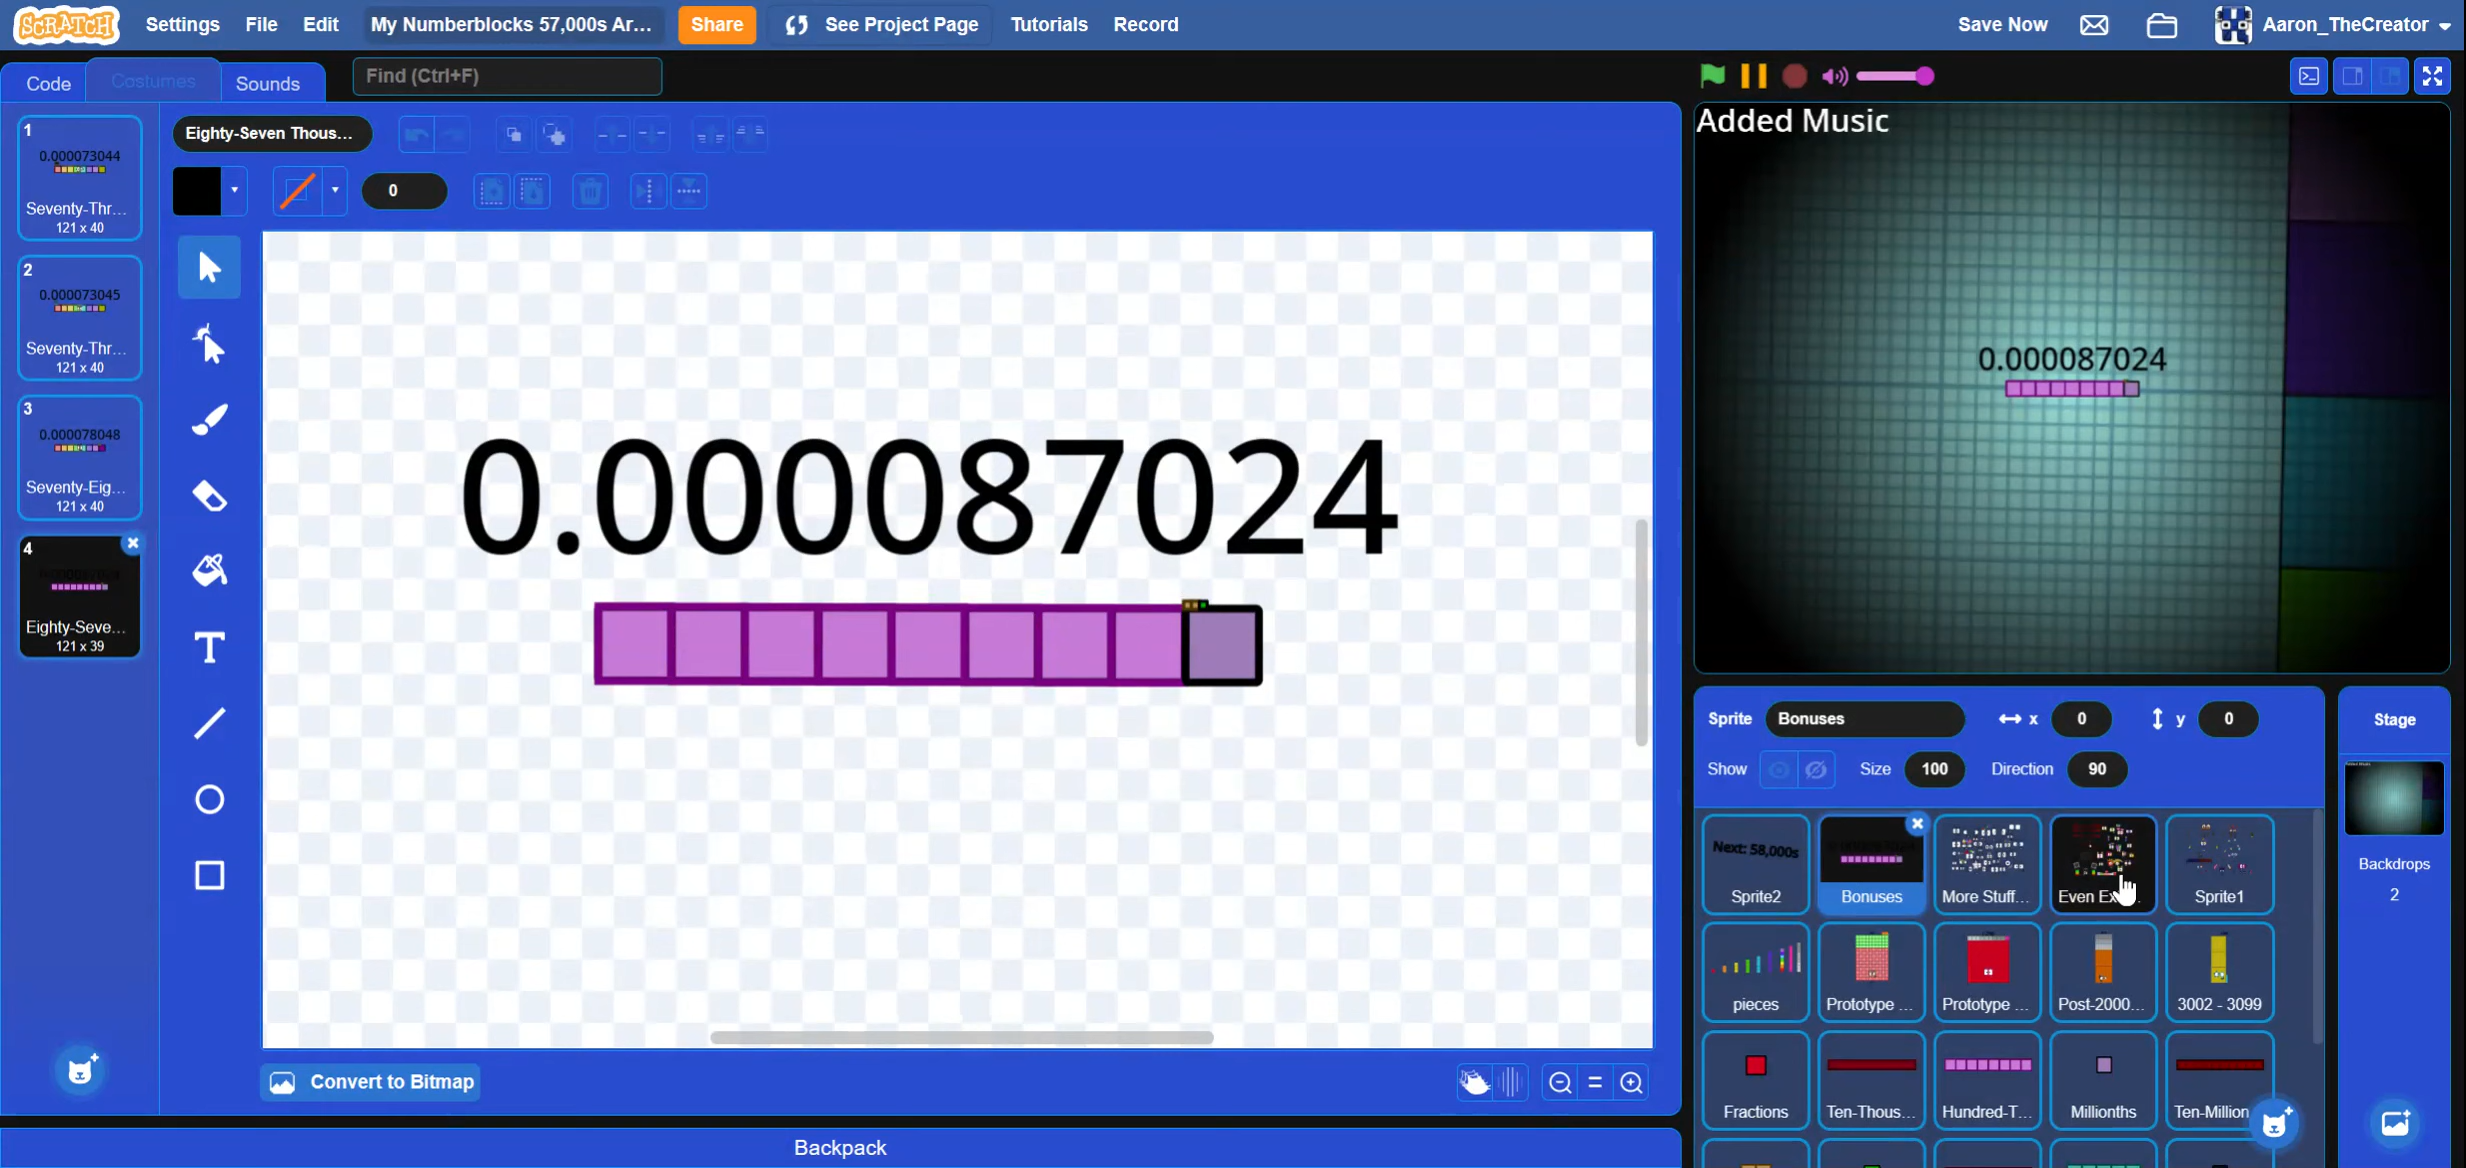 SCRATCH Settings File Edit My Numberblocks 57,000s Ar... Share See Project Page Tutorials Record Save Now Aaron_TheCreator
Code Costumes Sounds Find (Ctrl+F)
Eighty-Seven Thous...
0
1
0.000073044
Seventy-Thr...
121 x 40
2
0.000073045
Seventy-Thr...
121 x 40
3
0.000078048
Seventy-Eig...
121 x 40
4
Eighty-Seve...
121 x 39
T
0.000087024
Convert to Bitmap
Backpack
Added Music
0.000087024
Sprite Bonuses x 0 y 0
Show Size 100 Direction 90
Next: 58,000s
Sprite2 Bonuses More Stuff... Even Ex
Sprite1
pieces Prototype ... Prototype ... Post-2000... 3002 - 3099
Fractions Ten-Thous... Hundred-T... Millionths Ten-Million
Stage
Backdrops
2